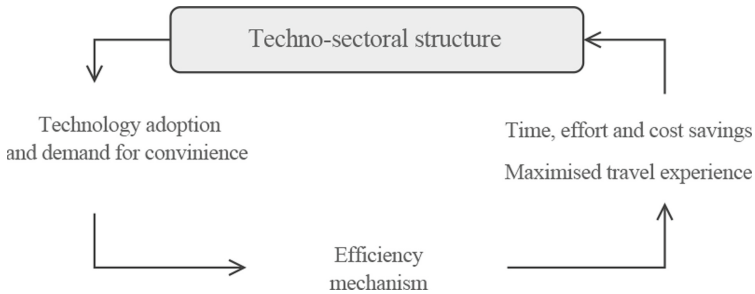 Techno-sectoral structure
Technology adoption
and demand for convinience
Time, effort and cost savings
Maximised travel experience
Efficiency
mechanism